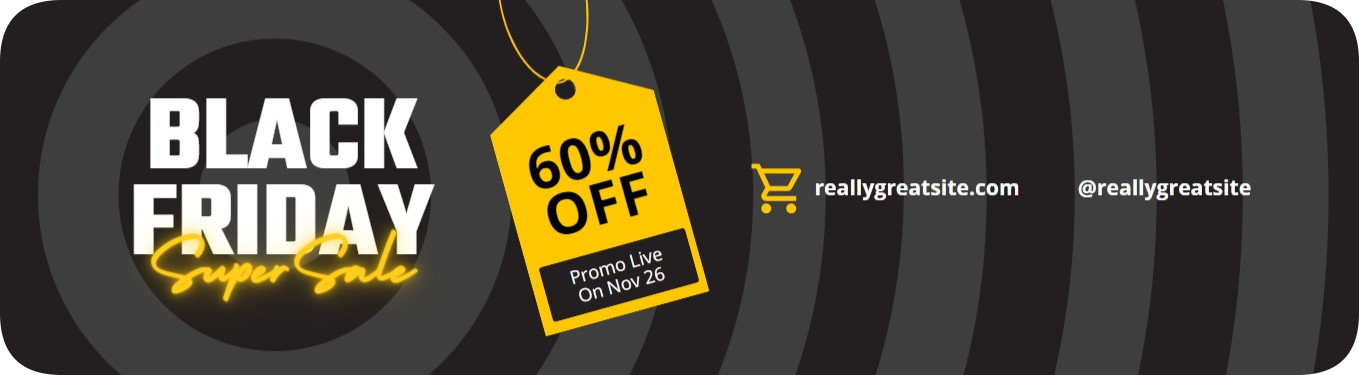 BLACK
FRIDAY
Super Sale
60%
OFF
Promo Live
On Nov 26
reallygreatsite.com
@reallygreatsite